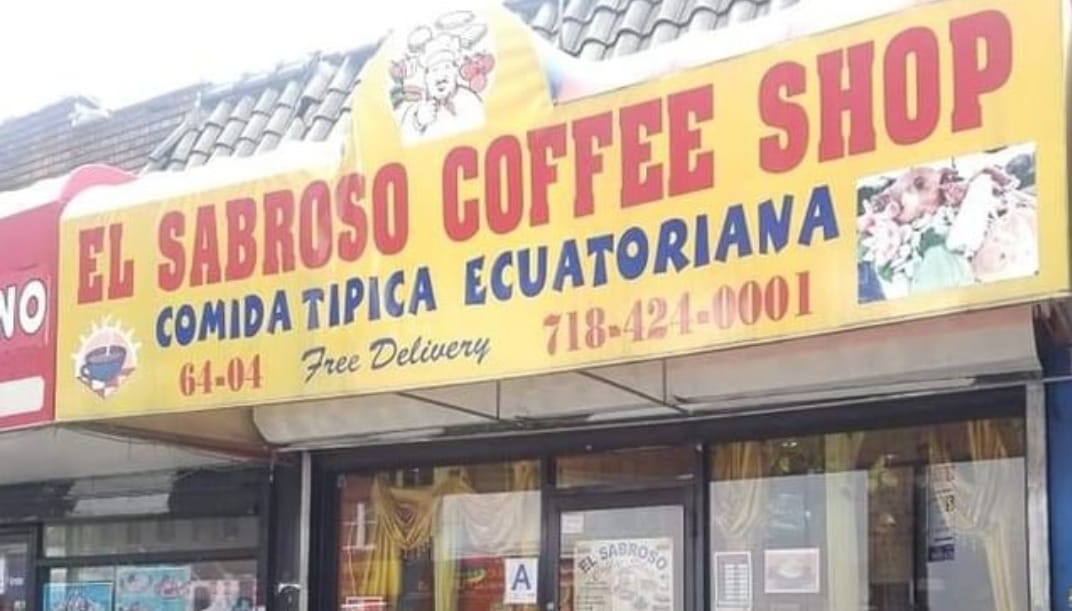 EL SABROSO COFFEE SHOP
COMIDA TIPICA ECUATORIANA
64-04 Free Delivery 718-424-0001
NO
A
EL SABROSO